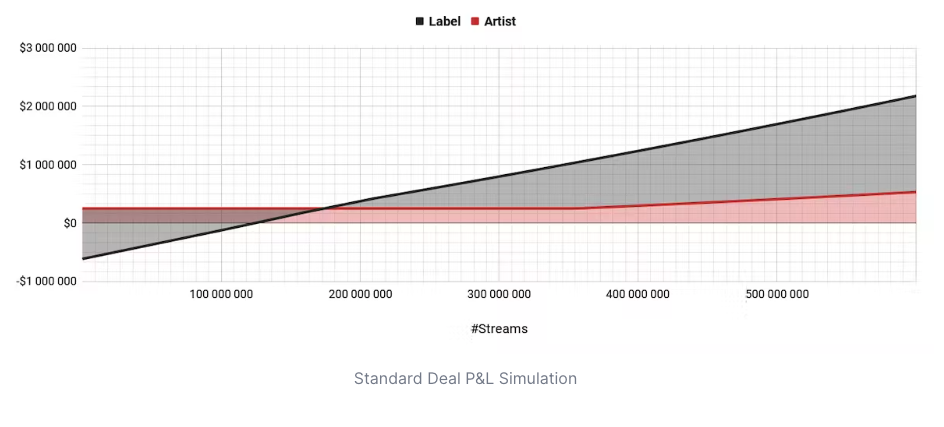 Label Artist
$3 000 000
$2 000 000
$1 000 000
$0
-$1 000 000
100 000 000 200 000 000 300 000 000 400 000 000 500 000 000
#Streams
Standard Deal P&L Simulation